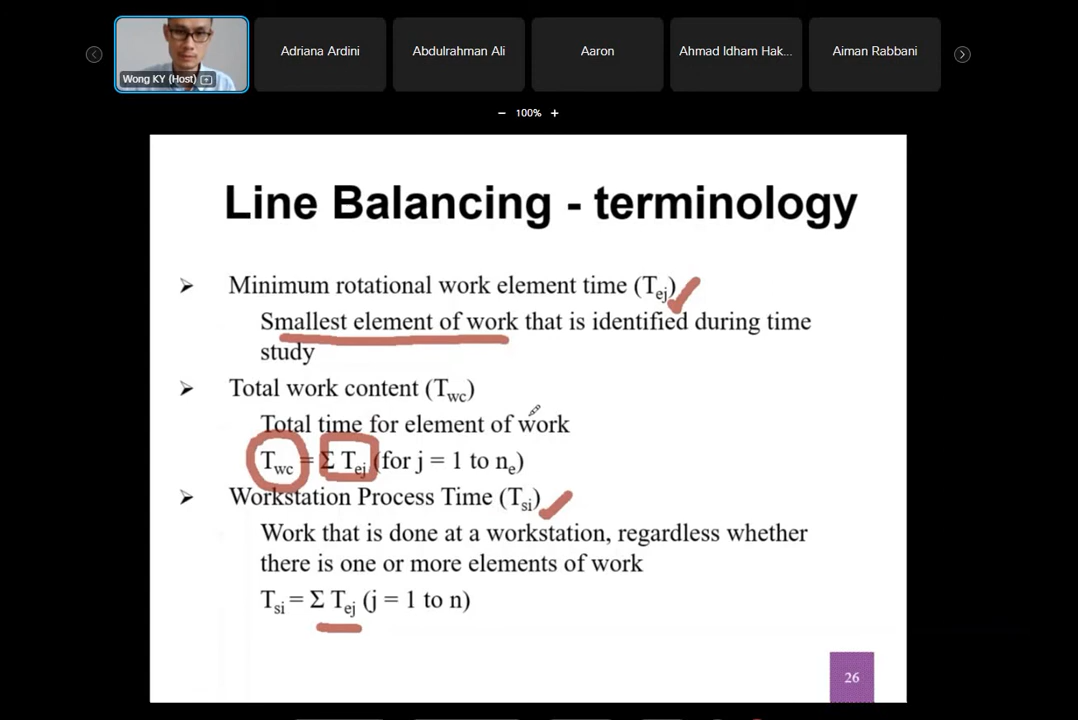 Adriana Ardini
Abdulrahman Ali
Aaron
Ahmad Idham Hak...
Aiman Rabbani
Wong KY (Host)
− 100% +
Line Balancing - terminology
➢ Minimum rotational work element time (Tej)
Smallest element of work that is identified during time
study
➢ Total work content (Twc)
Total time for element of work
Twc = Σ Tej (for j = 1 to ne)
➢ Workstation Process Time (Tsi)
Work that is done at a workstation, regardless whether
there is one or more elements of work
Tsi = Σ Tej (j = 1 to n)
26